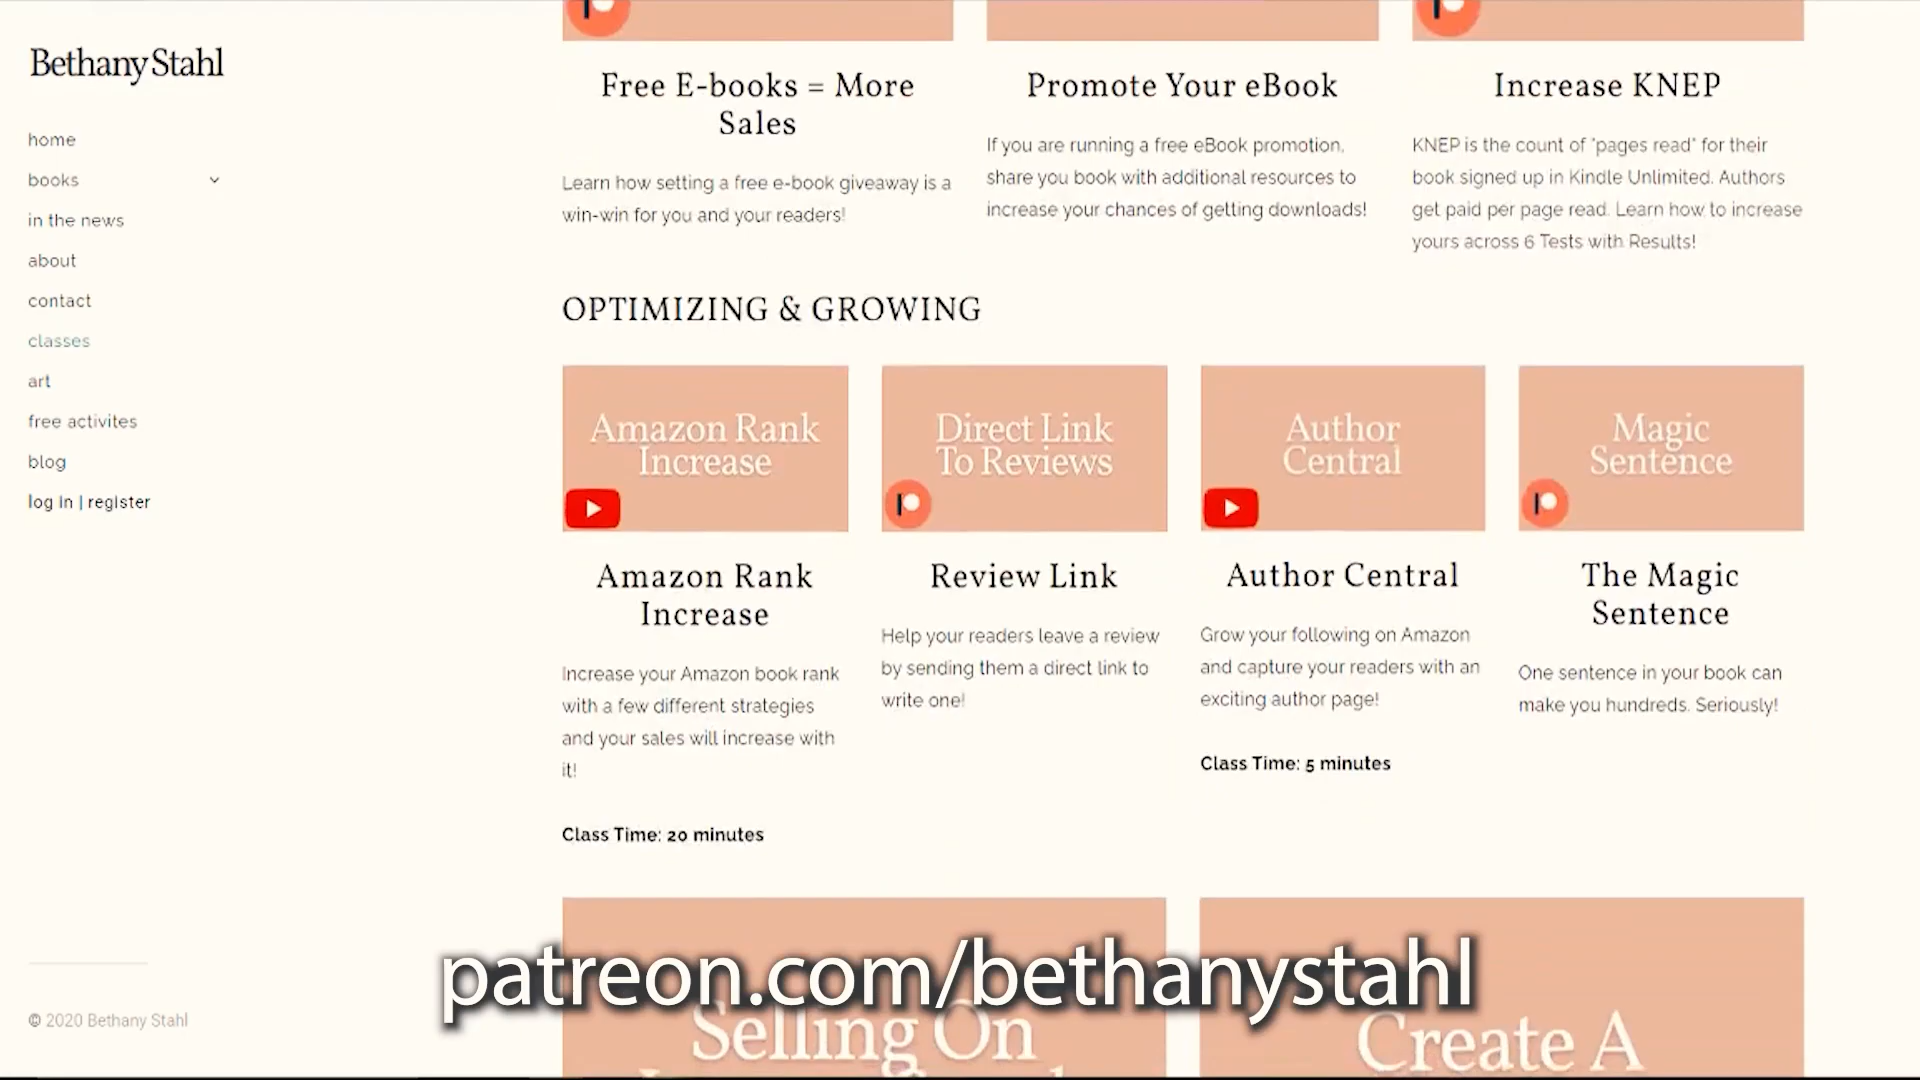 Bethany Stahl
home
books
in the news
about
contact
classes
art
free activites
blog
log in | register
© 2020 Bethany Stahl
Free E-books = More
Sales
Learn how setting a free e-book giveaway is a
win-win for you and your readers!
Promote Your eBook
If you are running a free eBook promotion,
share you book with additional resources to
increase your chances of getting downloads!
Increase KNEP
KNEP is the count of "pages read" for their
book signed up in Kindle Unlimited. Authors
get paid per page read. Learn how to increase
yours across 6 Tests with Results!
OPTIMIZING & GROWING
Amazon Rank
Increase
Amazon Rank
Increase
Increase your Amazon book rank
with a few different strategies
and your sales will increase with
it!
Class Time: 20 minutes
Direct Link
To Reviews
Review Link
Help your readers leave a review
by sending them a direct link to
write one!
Author
Central
Author Central
Grow your following on Amazon
and capture your readers with an
exciting author page!
Class Time: 5 minutes
Magic
Sentence
The Magic
Sentence
One sentence in your book can
make you hundreds. Seriously!
patreon.com/bethanystahl
Selling On
Create A